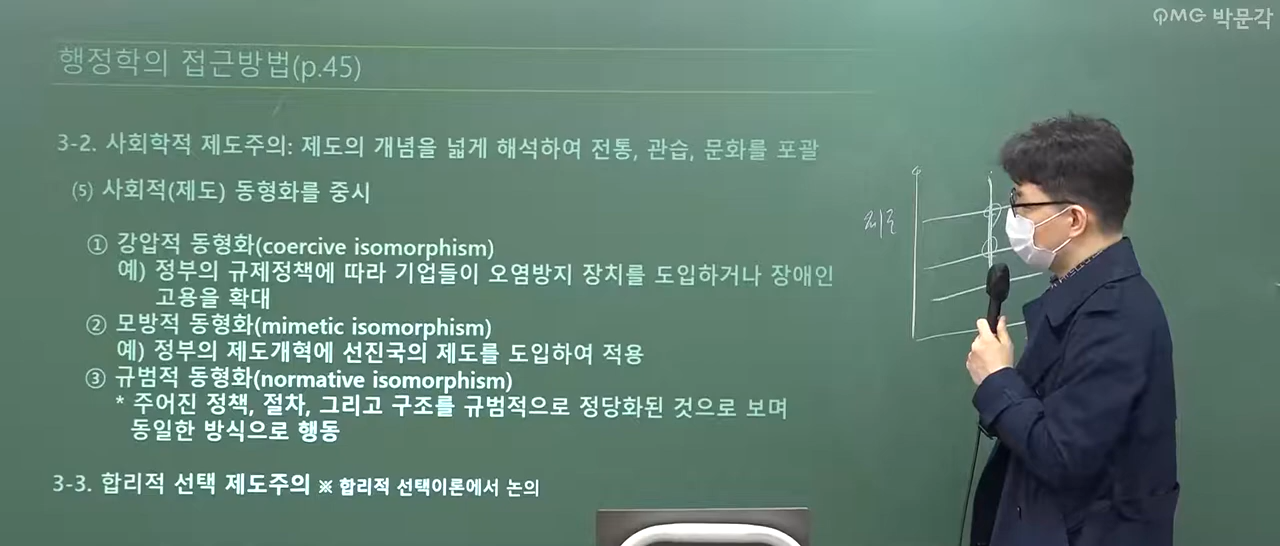 PMG 박문각
행정학의 접근방법(p.45)
3-2. 사회학적 제도주의: 제도의 개념을 넓게 해석하여 전통, 관습, 문화를 포괄
⑸ 사회적(제도) 동형화를 중시
① 강압적 동형화(coercive isomorphism)
예) 정부의 규제정책에 따라 기업들이 오염방지 장치를 도입하거나 장애인
고용을 확대
② 모방적 동형화(mimetic isomorphism)
예) 정부의 제도개혁에 선진국의 제도를 도입하여 적용
③ 규범적 동형화(normative isomorphism)
* 주어진 정책, 절차, 그리고 구조를 규범적으로 정당화된 것으로 보며
동일한 방식으로 행동
3-3. 합리적 선택 제도주의 ※ 합리적 선택이론에서 논의